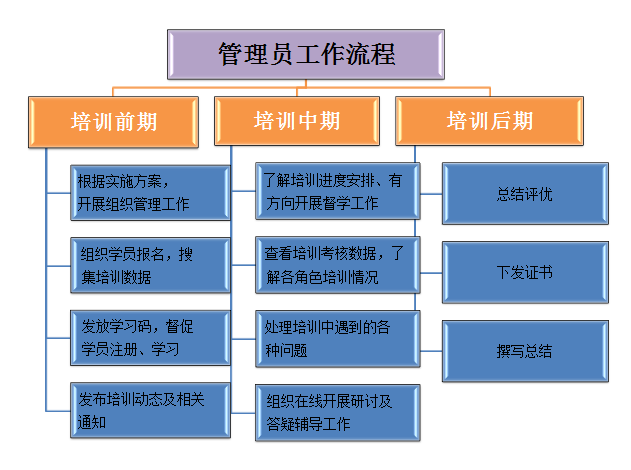 管理员工作流程
培训前期
培训中期
培训后期
根据实施方案，
开展组织管理工作
组织学员报名，搜
集培训数据
发放学习码，督促
学员注册、学习
发布培训动态及相关
通知
了解培训进度安排、有
方向开展督学工作
查看培训考核数据，了
解各角色培训情况
处理培训中遇到的各
种问题
组织在线开展研讨及
答疑辅导工作
总结评优
下发证书
撰写总结